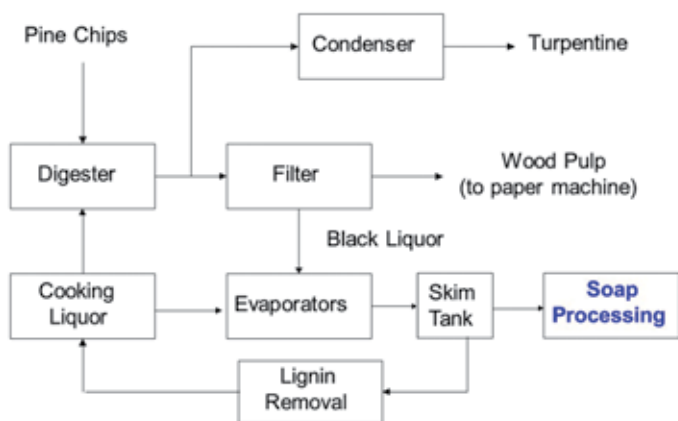 Pine Chips
Condenser
Turpentine
Digester
Filter
Wood Pulp
(to paper machine)
Black Liquor
Cooking
Liquor
Evaporators
Skim
Tank
Soap
Processing
Lignin
Removal